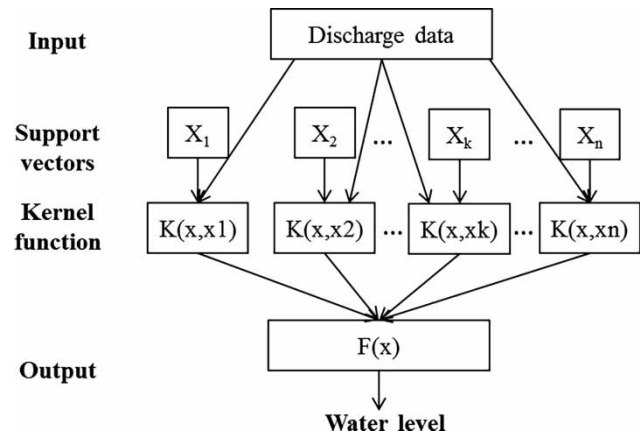 Input
Discharge data
Support vectors
X₁
X₂
...
Xₖ
...
Xₙ
Kernel function
K(x,x1)
K(x,x2)
...
K(x,xk)
...
K(x,xn)
F(x)
Output
Water level